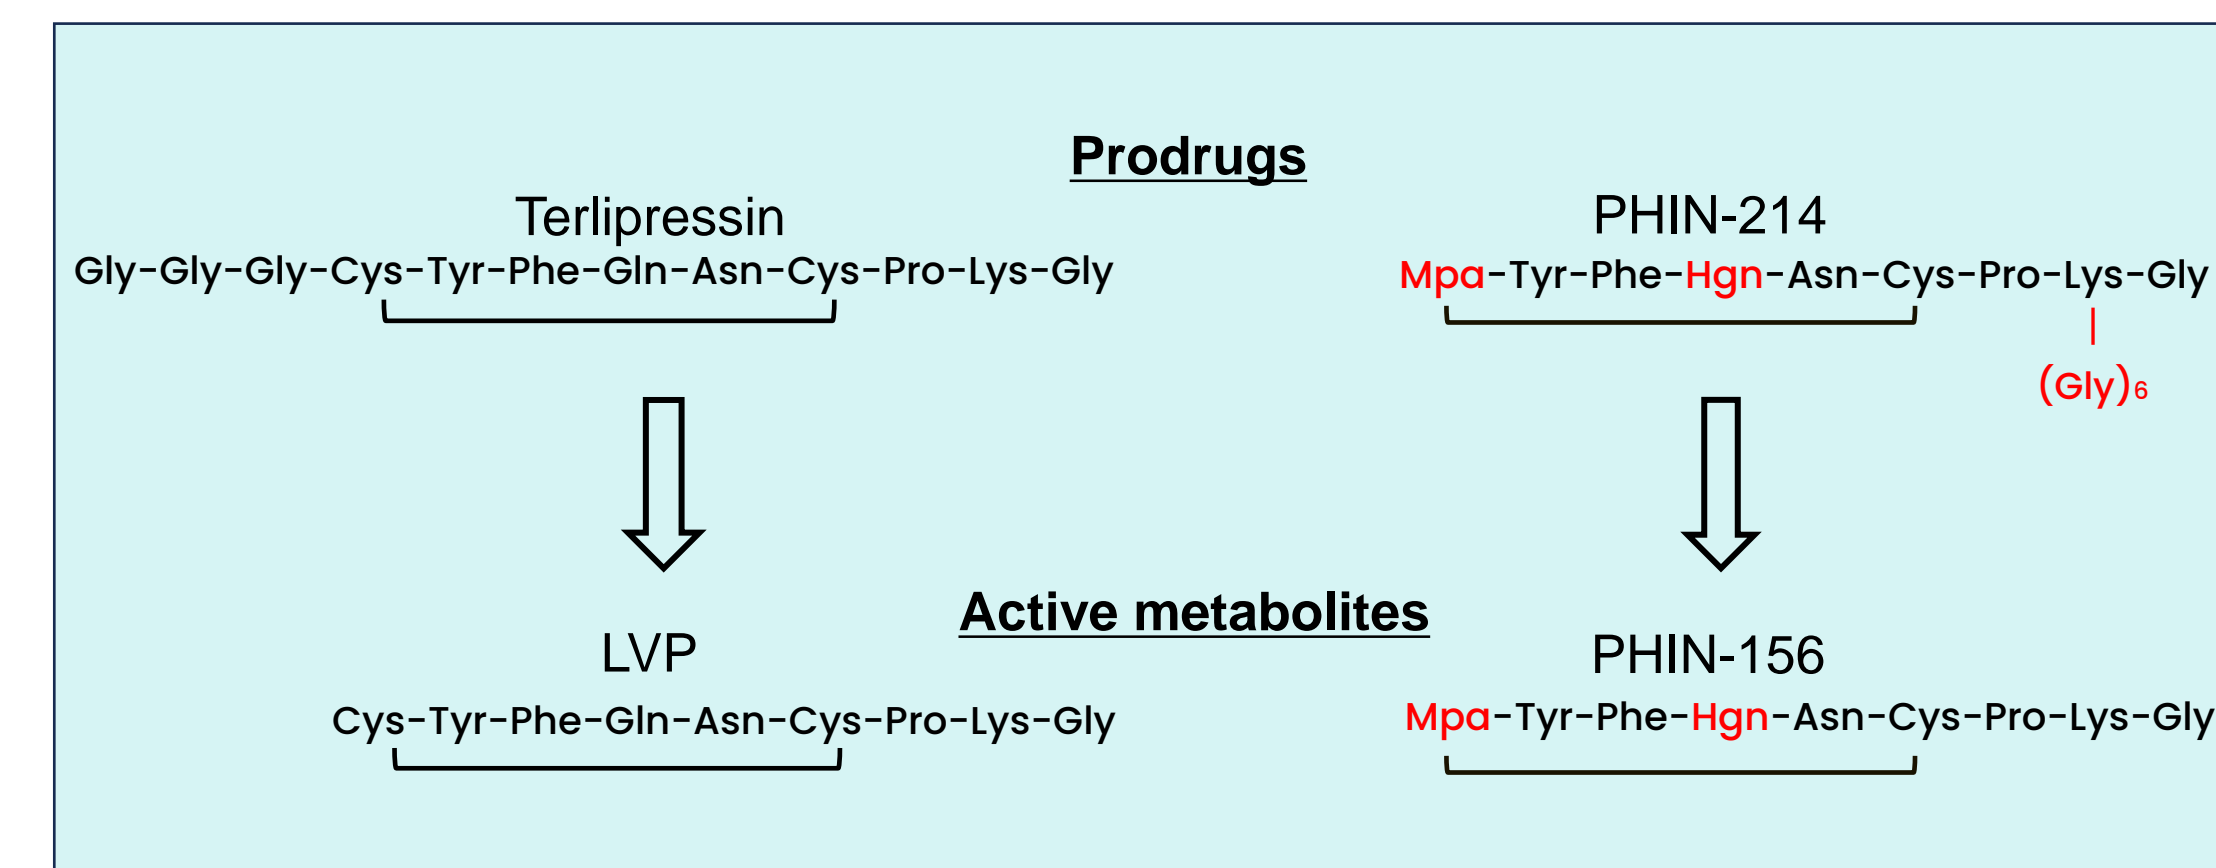 Prodrugs
Terlipressin
Gly-Gly-Gly-Cys-Tyr-Phe-Gln-Asn-Cys-Pro-Lys-Gly
PHIN-214
Mpa-Tyr-Phe-Hgn-Asn-Cys-Pro-Lys-Gly
(Gly)₆
Active metabolites
LVP
Cys-Tyr-Phe-Gln-Asn-Cys-Pro-Lys-Gly
PHIN-156
Mpa-Tyr-Phe-Hgn-Asn-Cys-Pro-Lys-Gly